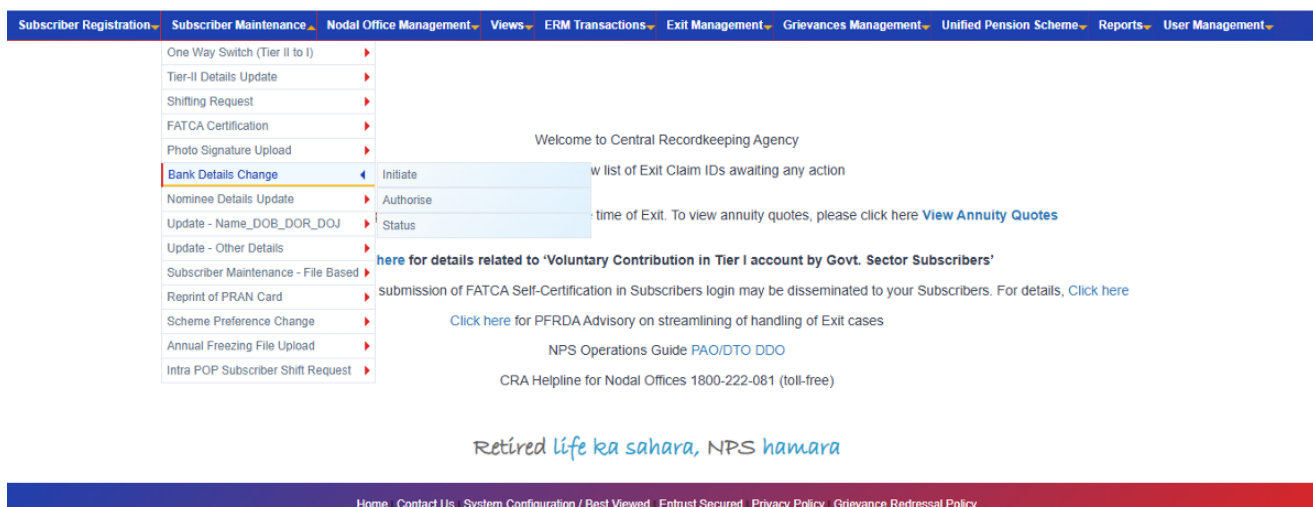 Subscriber Registration Subscriber Maintenance Nodal Office Management Views ERM Transactions Exit Management Grievances Management Unified Pension Scheme Reports User Management
One Way Switch (Tier II to I)
Tier-II Details Update
Shifting Request
FATCA Certification
Photo Signature Upload
Bank Details Change
Nominee Details Update
Update - Name_DOB_DOR_DOJ
Update - Other Details
Subscriber Maintenance - File Based
Reprint of PRAN Card
Scheme Preference Change
Annual Freezing File Upload
Intra POP Subscriber Shift Request
Initiate
Authorise
Status
Welcome to Central Recordkeeping Agency
list of Exit Claim IDs awaiting any action
time of Exit. To view annuity quotes, please click here View Annuity Quotes
here for details related to ‘Voluntary Contribution in Tier I account by Govt. Sector Subscribers’
submission of FATCA Self-Certification in Subscribers login may be disseminated to your Subscribers. For details, Click here
Click here for PFRDA Advisory on streamlining of handling of Exit cases
NPS Operations Guide PAO/DTO DDO
CRA Helpline for Nodal Offices 1800-222-081 (toll-free)
Retired life ka sahara, NPS hamara
Home | Contact Us | System Configuration / Best Viewed | Entrust Secured | Privacy Policy | Grievance Redressal Policy